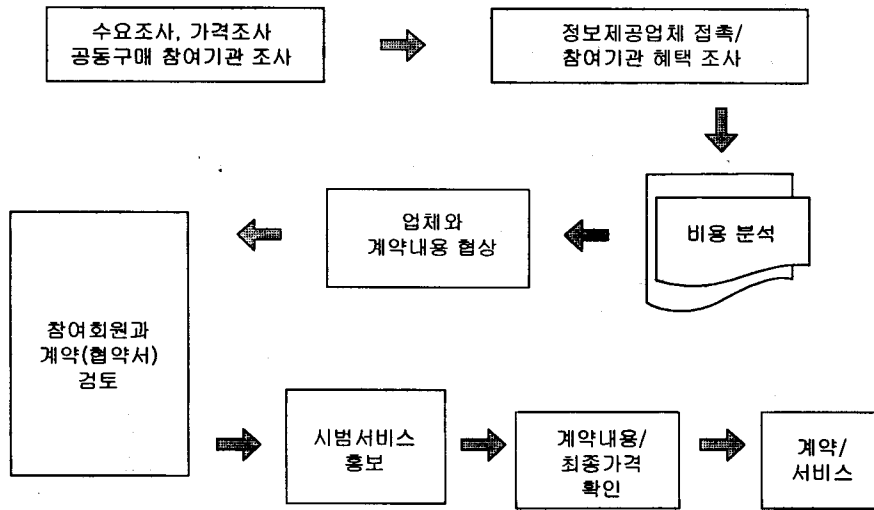 수요조사, 가격조사
공동구매 참여기관 조사
정보제공업체 접촉/
참여기관 혜택 조사
비용 분석
업체와
계약내용 협상
참여회원과
계약(협약서)
검토
시범서비스
홍보
계약내용/
최종가격
확인
계약/
서비스